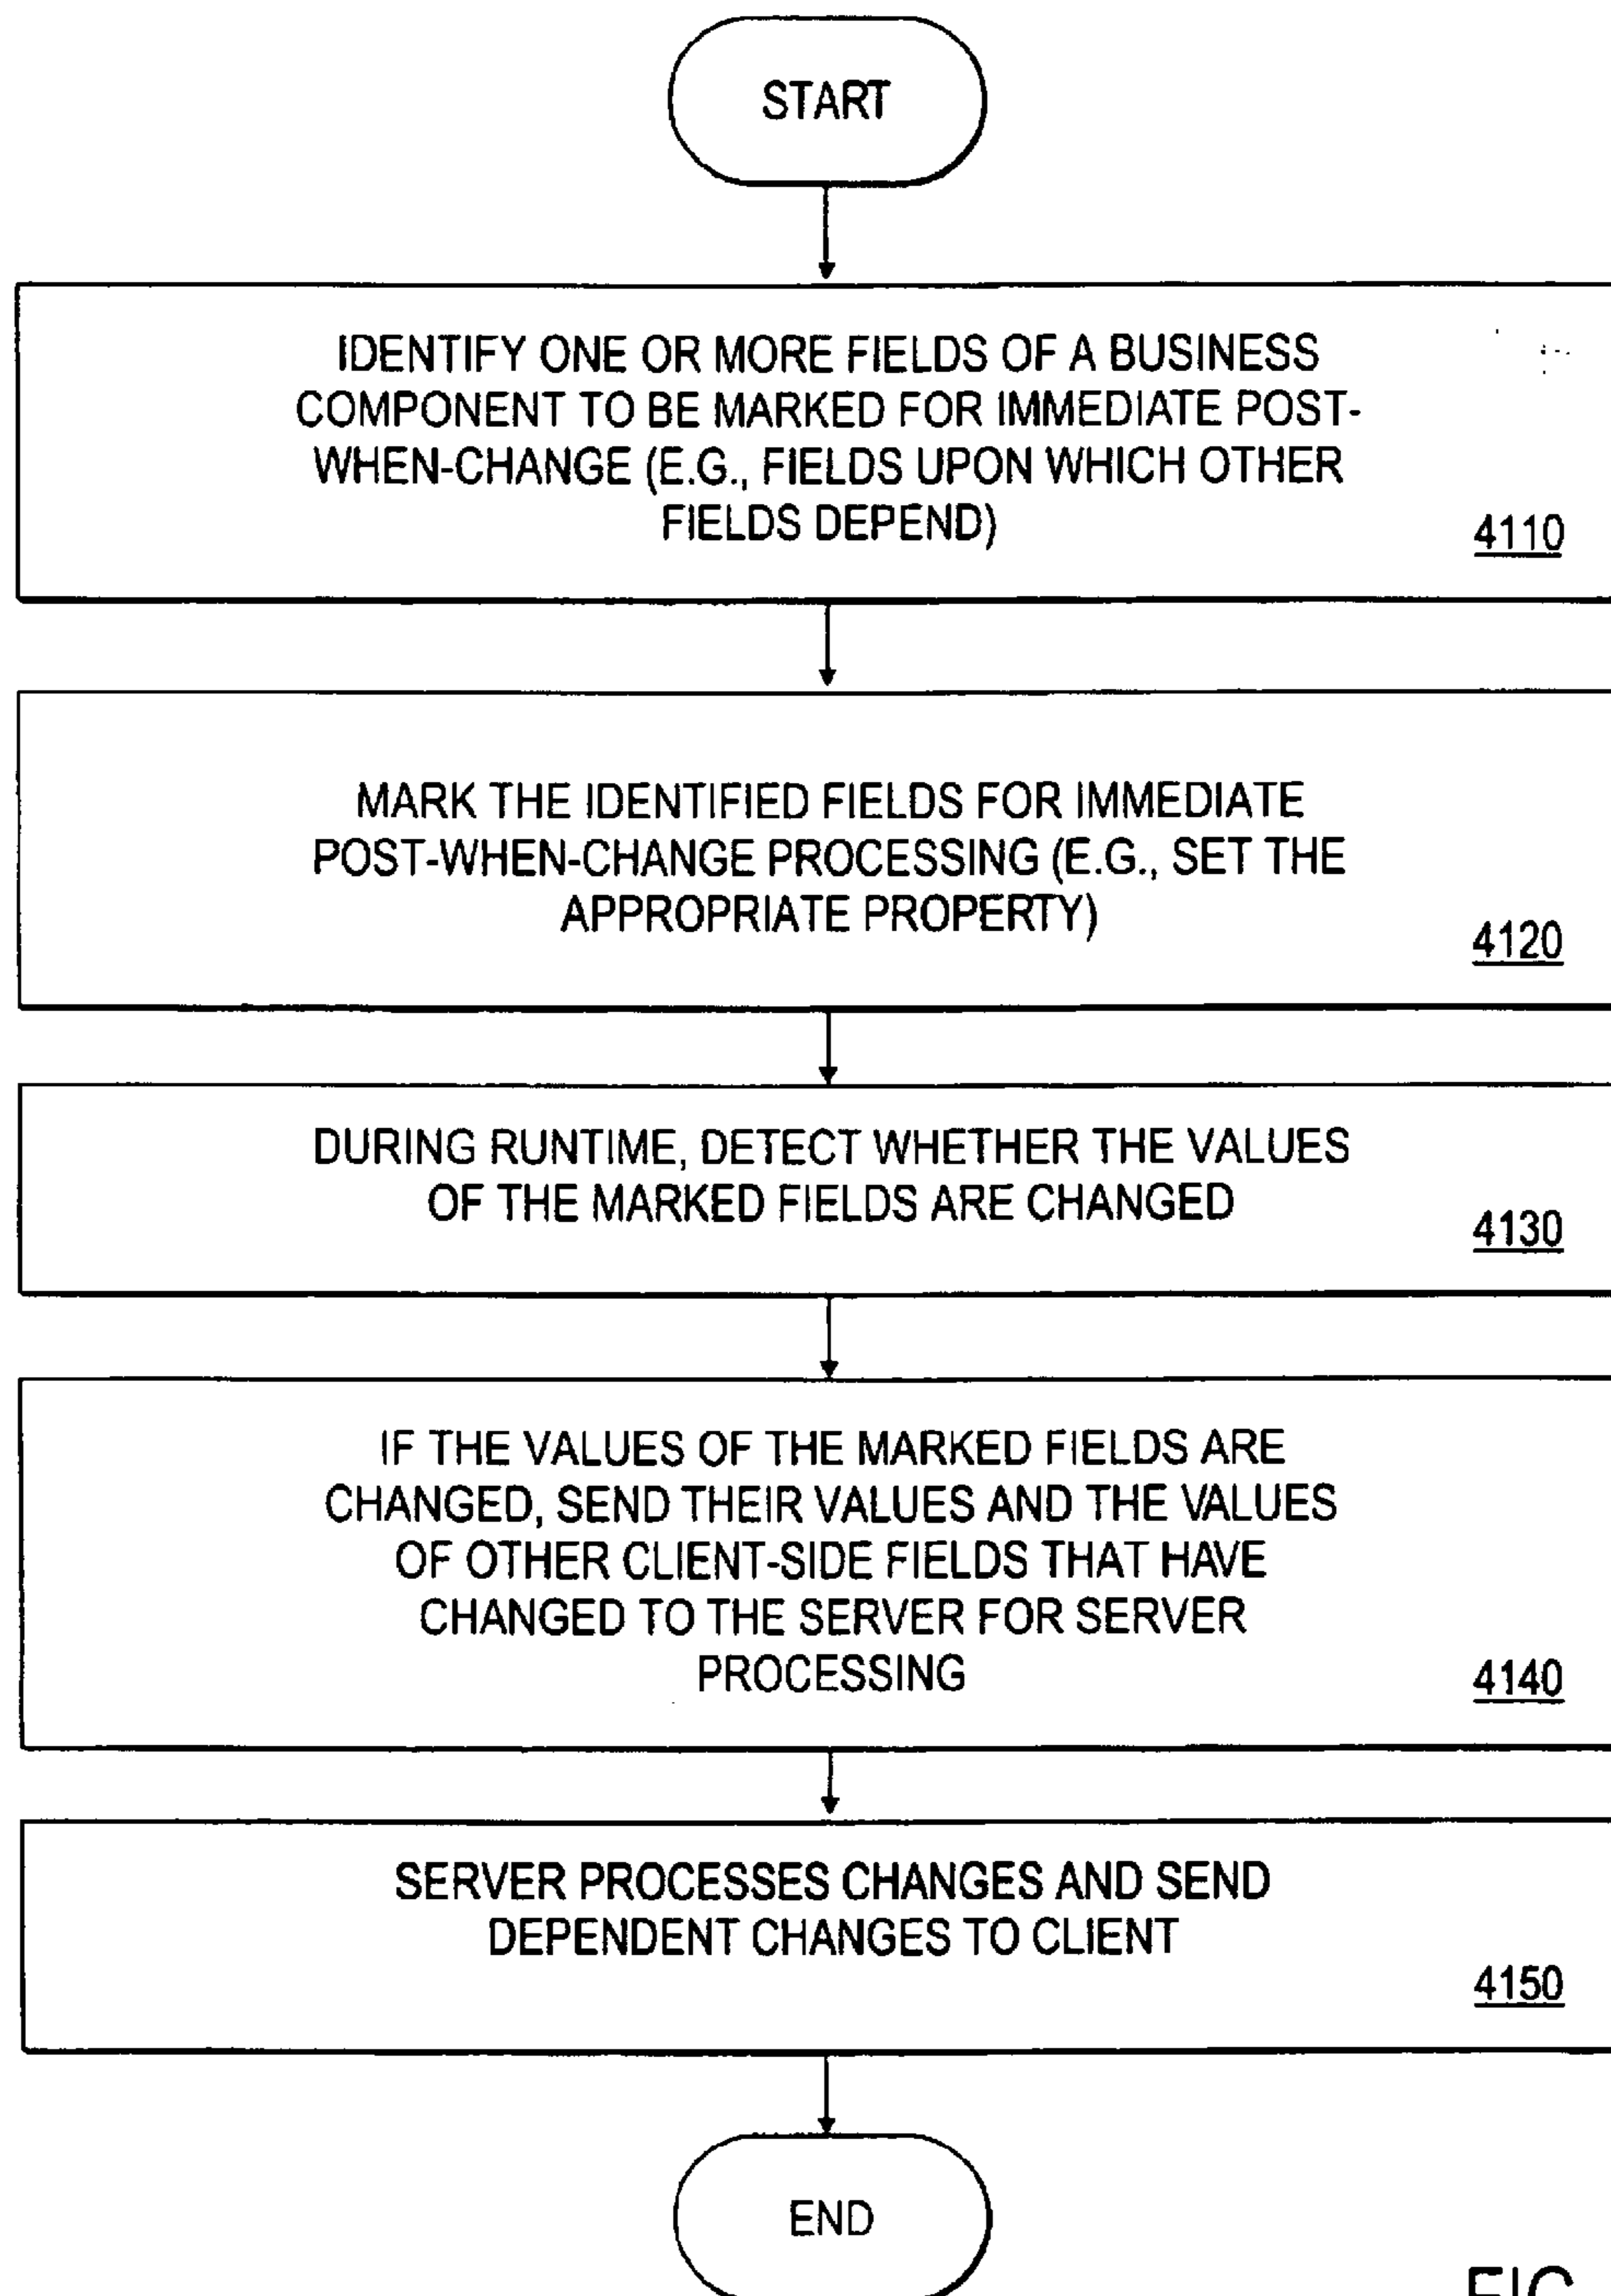 START
IDENTIFY ONE OR MORE FIELDS OF A BUSINESS
COMPONENT TO BE MARKED FOR IMMEDIATE POST-
WHEN-CHANGE (E.G., FIELDS UPON WHICH OTHER
FIELDS DEPEND)
4110
MARK THE IDENTIFIED FIELDS FOR IMMEDIATE
POST-WHEN-CHANGE PROCESSING (E.G., SET THE
APPROPRIATE PROPERTY)
4120
DURING RUNTIME, DETECT WHETHER THE VALUES
OF THE MARKED FIELDS ARE CHANGED
4130
IF THE VALUES OF THE MARKED FIELDS ARE
CHANGED, SEND THEIR VALUES AND THE VALUES
OF OTHER CLIENT-SIDE FIELDS THAT HAVE
CHANGED TO THE SERVER FOR SERVER
PROCESSING
4140
SERVER PROCESSES CHANGES AND SEND
DEPENDENT CHANGES TO CLIENT
4150
END